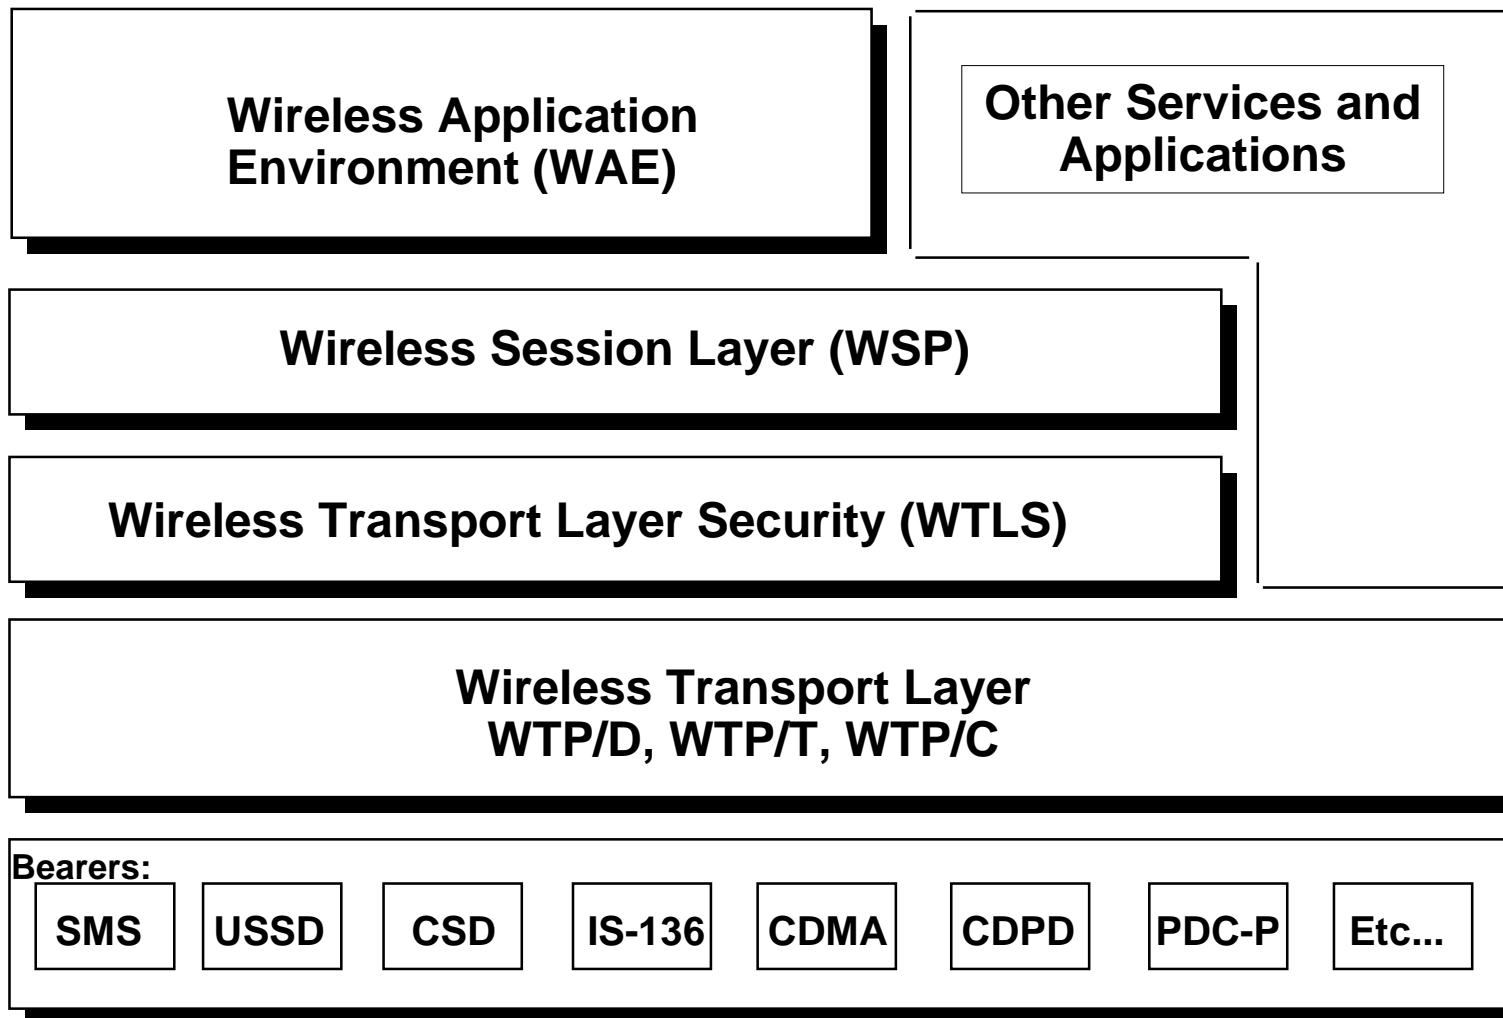 Wireless Application
Environment (WAE)
Other Services and
Applications
Wireless Session Layer (WSP)
Wireless Transport Layer Security (WTLS)
Wireless Transport Layer
WTP/D, WTP/T, WTP/C
Bearers:
SMS
USSD
CSD
IS-136
CDMA
CDPD
PDC-P
Etc...